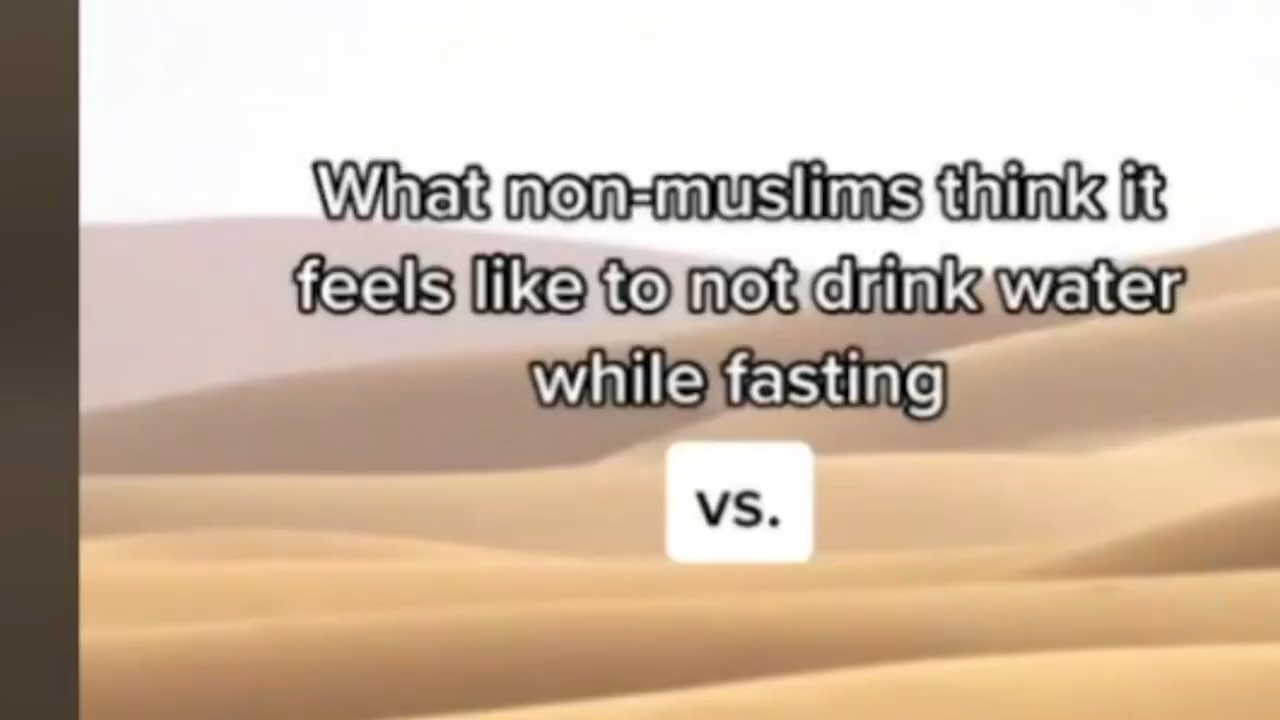 What non-muslims think it
feels like to not drink water
while fasting
vs.